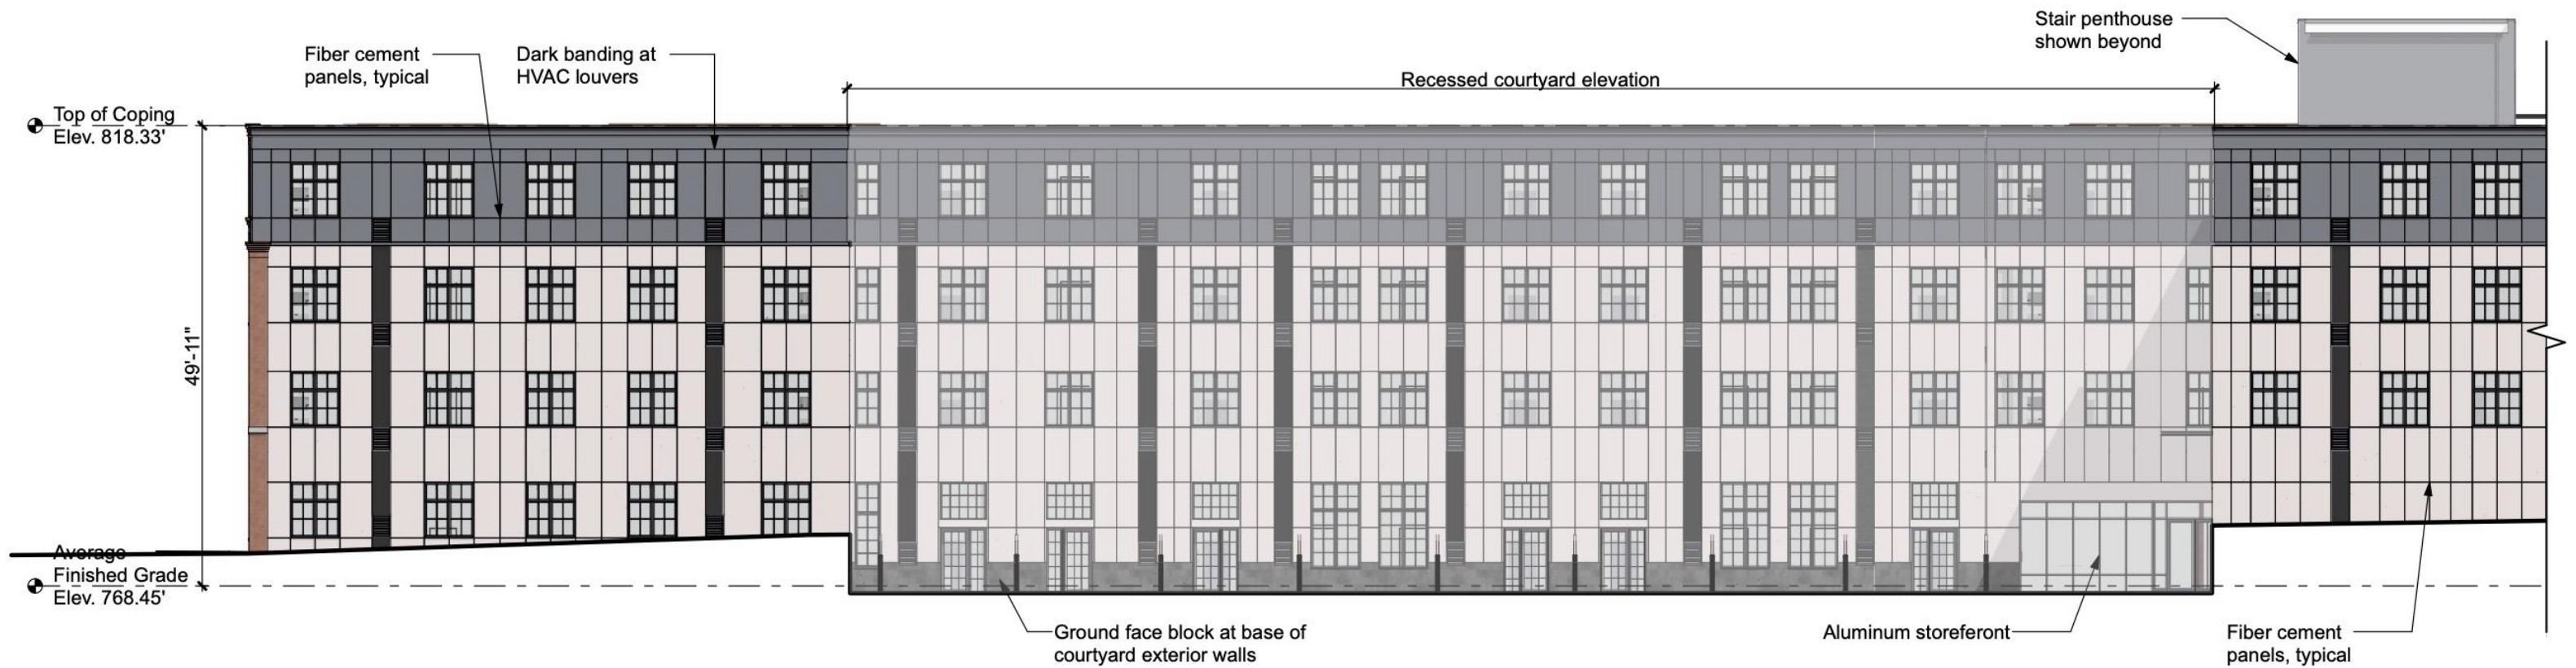 Stair penthouse
shown beyond
Fiber cement
panels, typical
Dark banding at
HVAC louvers
Recessed courtyard elevation
Top of Coping
Elev. 818.33'
49'-11"
Average
Finished Grade
Elev. 768.45'
Ground face block at base of
courtyard exterior walls
Aluminum storeferont
Fiber cement
panels, typical